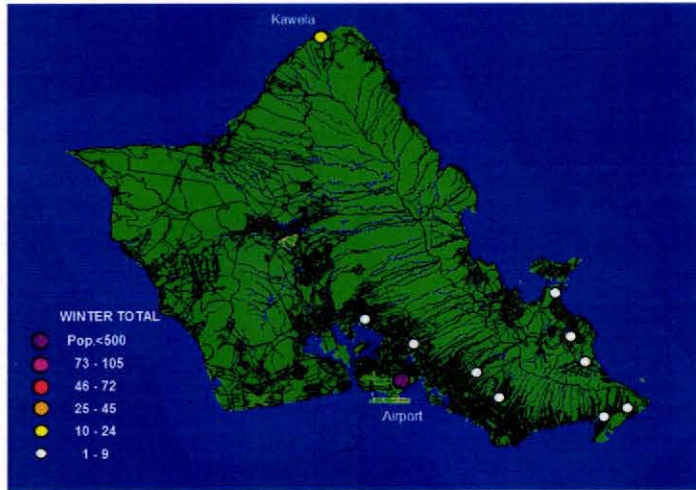 Kawela
WINTER TOTAL
Pop.<500
73 - 105
46 - 72
25 - 45
10 - 24
1 - 9
Airport